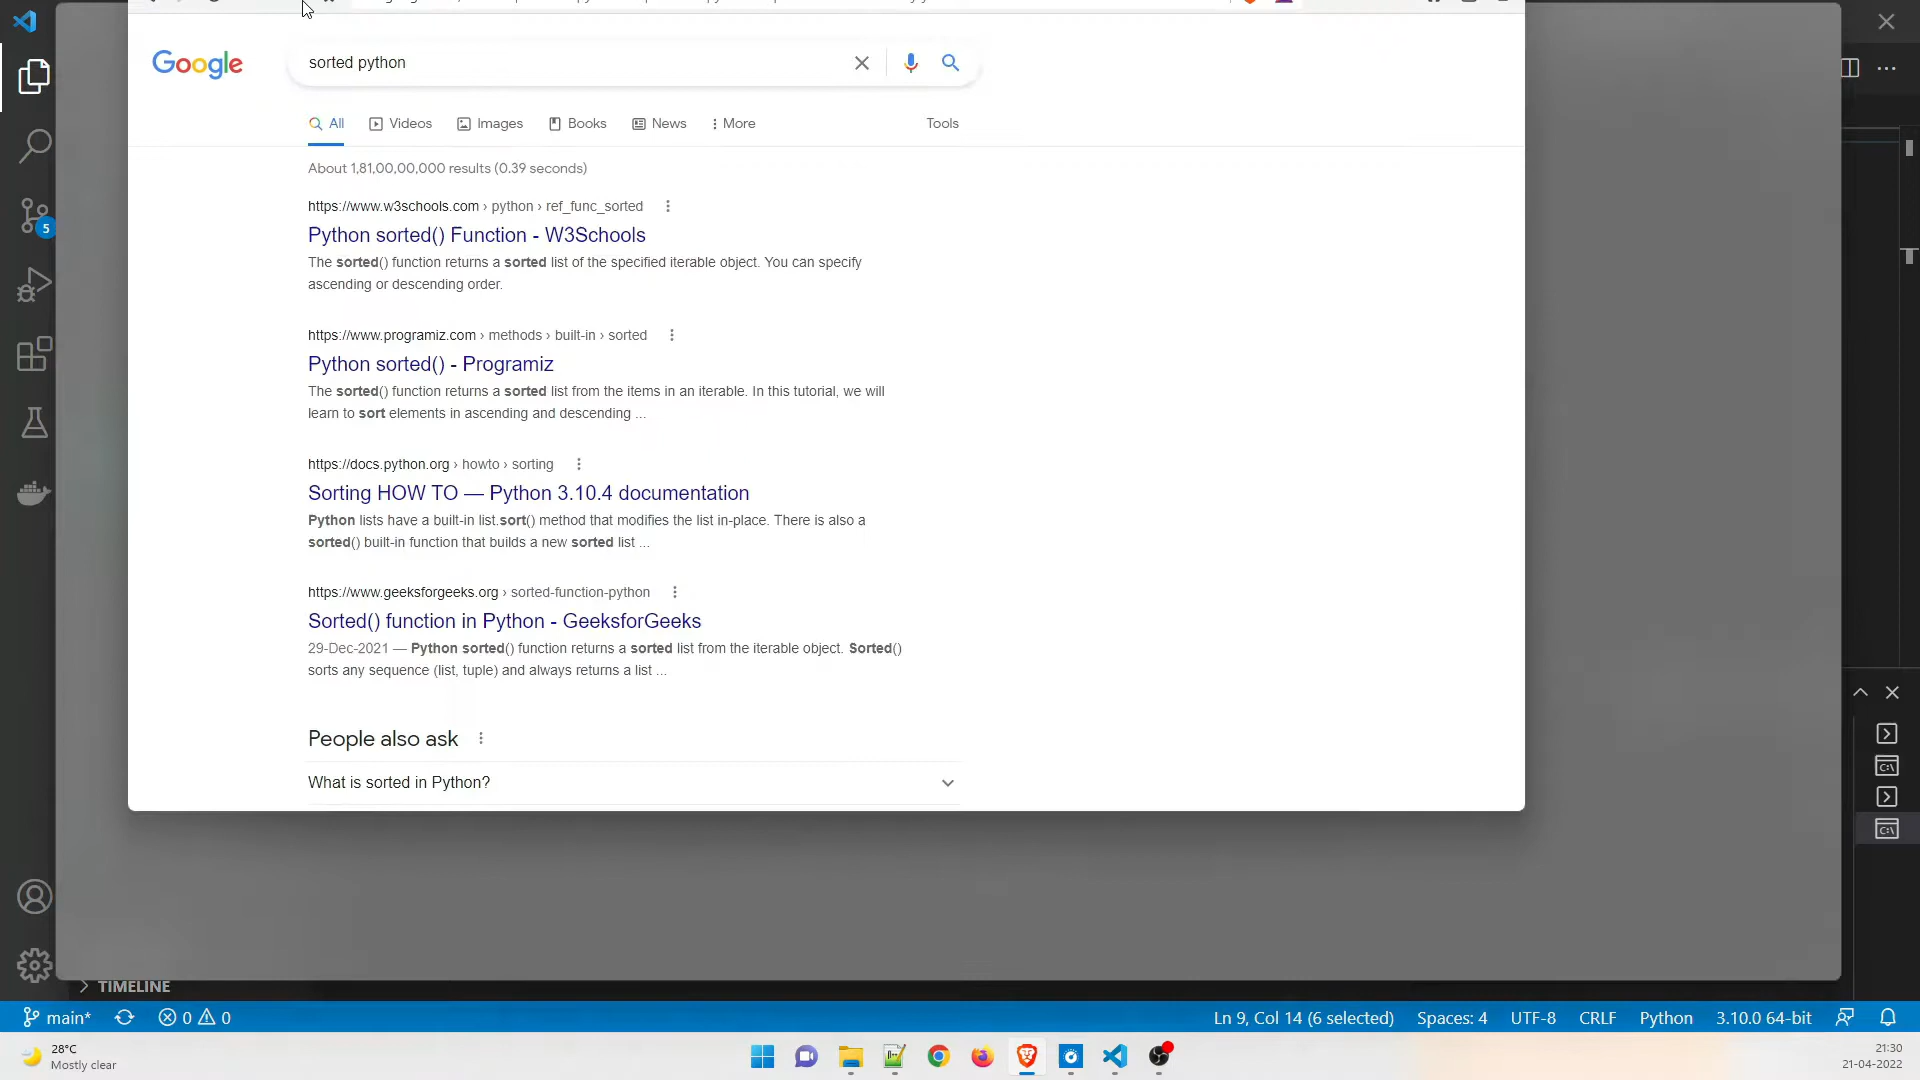 Google
sorted python
All
Videos
Images
Books
News
More
Tools
About 1,81,00,00,000 results (0.39 seconds)
https://www.w3schools.com › python › ref_func_sorted
Python sorted() Function - W3Schools
The sorted() function returns a sorted list of the specified iterable object. You can specify
ascending or descending order.
https://www.programiz.com › methods › built-in › sorted
Python sorted() - Programiz
The sorted() function returns a sorted list from the items in an iterable. In this tutorial, we will
learn to sort elements in ascending and descending ...
https://docs.python.org › howto › sorting
Sorting HOW TO — Python 3.10.4 documentation
Python lists have a built-in list.sort() method that modifies the list in-place. There is also a
sorted() built-in function that builds a new sorted list ...
https://www.geeksforgeeks.org › sorted-function-python
Sorted() function in Python - GeeksforGeeks
29-Dec-2021 — Python sorted() function returns a sorted list from the iterable object. Sorted()
sorts any sequence (list, tuple) and always returns a list ...
People also ask
What is sorted in Python?
5
TIMELINE
main*
0
0
Ln 9, Col 14 (6 selected)
Spaces: 4
UTF-8
CRLF
Python
3.10.0 64-bit
28°C
Mostly clear
21:30
21-04-2022